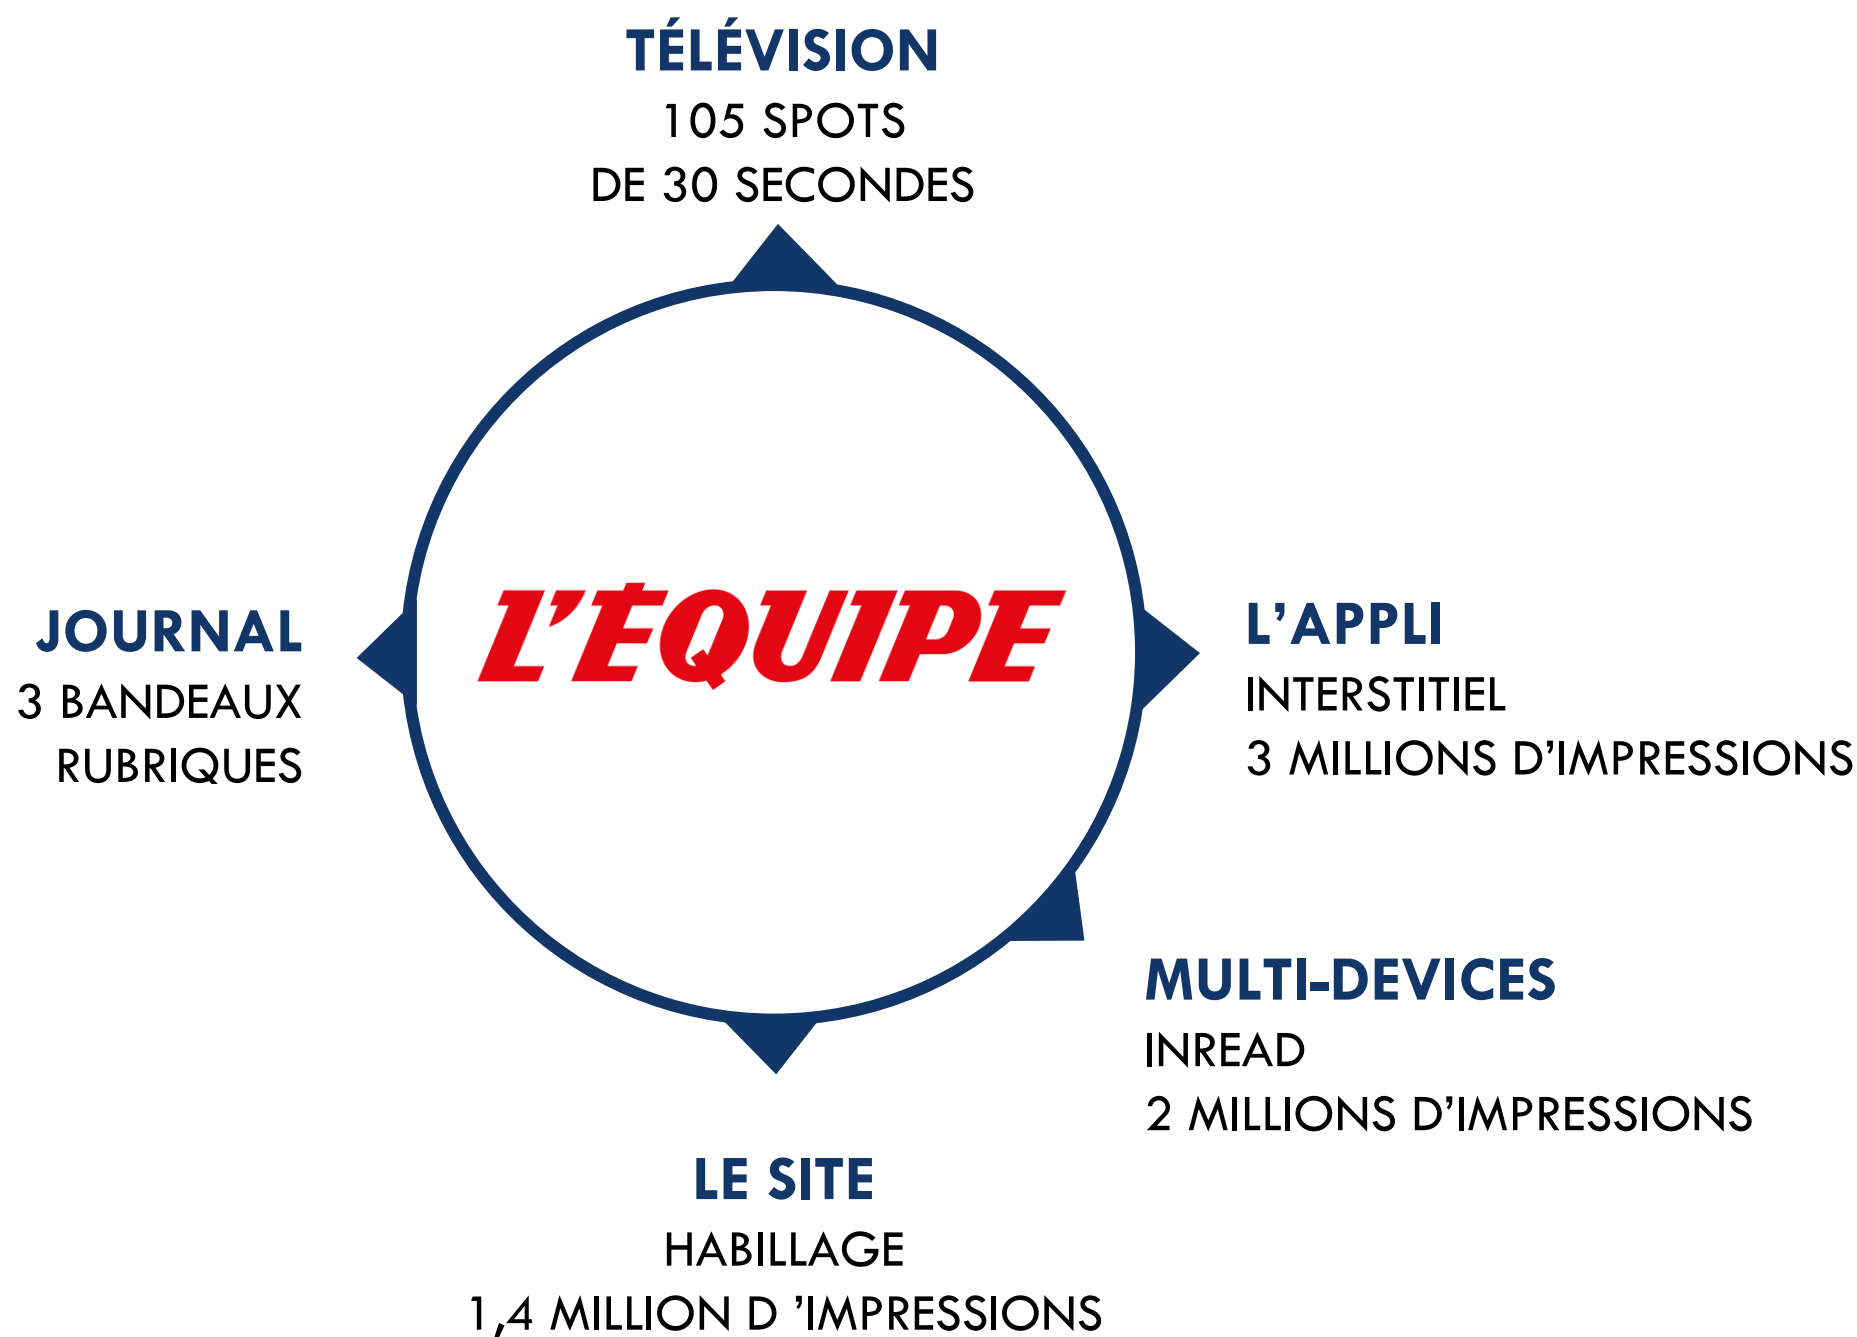 TÉLÉVISION
105 SPOTS
DE 30 SECONDES
L'ÉQUIPE
JOURNAL
3 BANDEAUX
RUBRIQUES
L'APPLI
INTERSTITIEL
3 MILLIONS D'IMPRESSIONS
MULTI-DEVICES
INREAD
2 MILLIONS D'IMPRESSIONS
LE SITE
HABILLAGE
1,4 MILLION D 'IMPRESSIONS